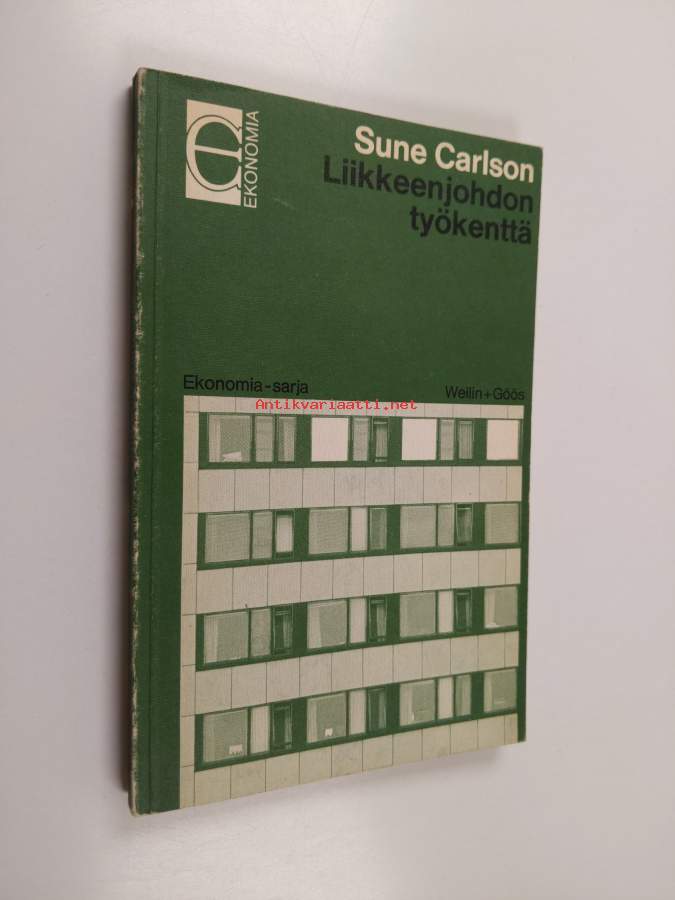 EKONOMIA
Sune Carlson
Liikkeenjohdon
työkenttä
Ekonomia-sarja
Weilin+Göös
Antikvariaatti.net